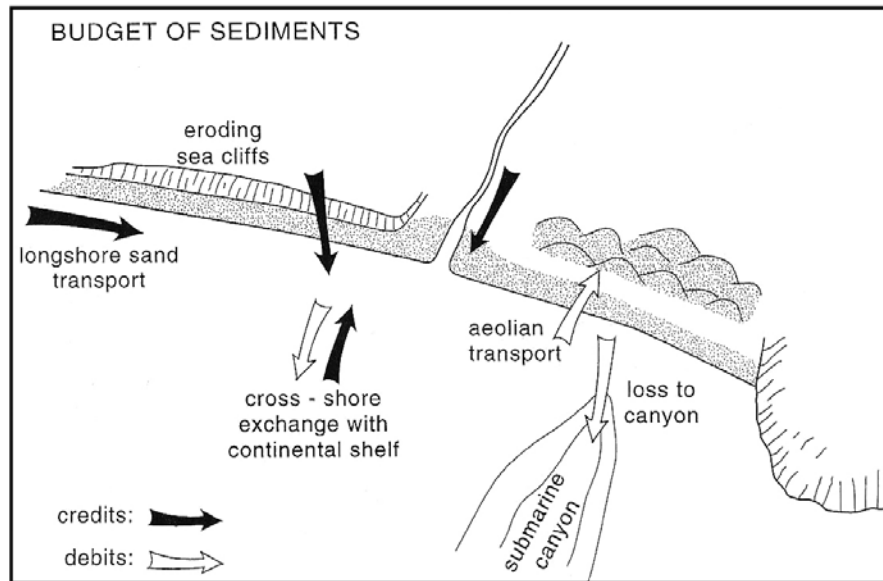 BUDGET OF SEDIMENTS
eroding
sea cliffs
longshore sand
transport
aeolian
transport
cross - shore
exchange with
continental shelf
loss to
canyon
submarine
canyon
credits:
debits: